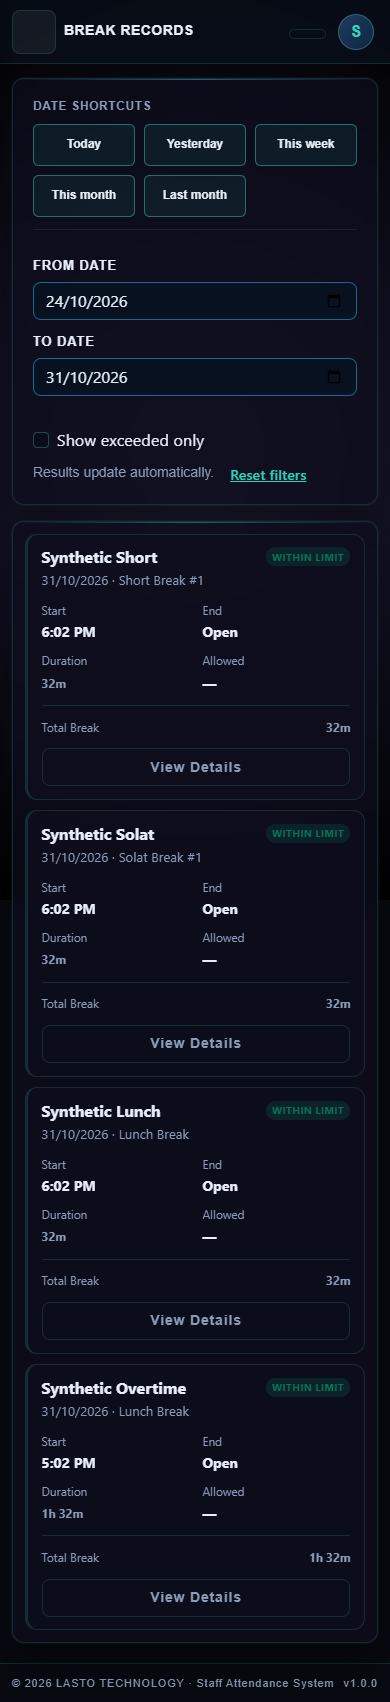 BREAK RECORDS
S
DATE SHORTCUTS
Today Yesterday This week
This month Last month
FROM DATE
24/10/2026
TO DATE
31/10/2026
Show exceeded only
Results update automatically. Reset filters
Synthetic Short WITHIN LIMIT
31/10/2026 · Short Break #1
Start End
6:02 PM Open
Duration Allowed
32m —
Total Break 32m
View Details
Synthetic Solat WITHIN LIMIT
31/10/2026 · Solat Break #1
Start End
6:02 PM Open
Duration Allowed
32m —
Total Break 32m
View Details
Synthetic Lunch WITHIN LIMIT
31/10/2026 · Lunch Break
Start End
6:02 PM Open
Duration Allowed
32m —
Total Break 32m
View Details
Synthetic Overtime WITHIN LIMIT
31/10/2026 · Lunch Break
Start End
5:02 PM Open
Duration Allowed
1h 32m —
Total Break 1h 32m
View Details
© 2026 LASTO TECHNOLOGY · Staff Attendance System v1.0.0